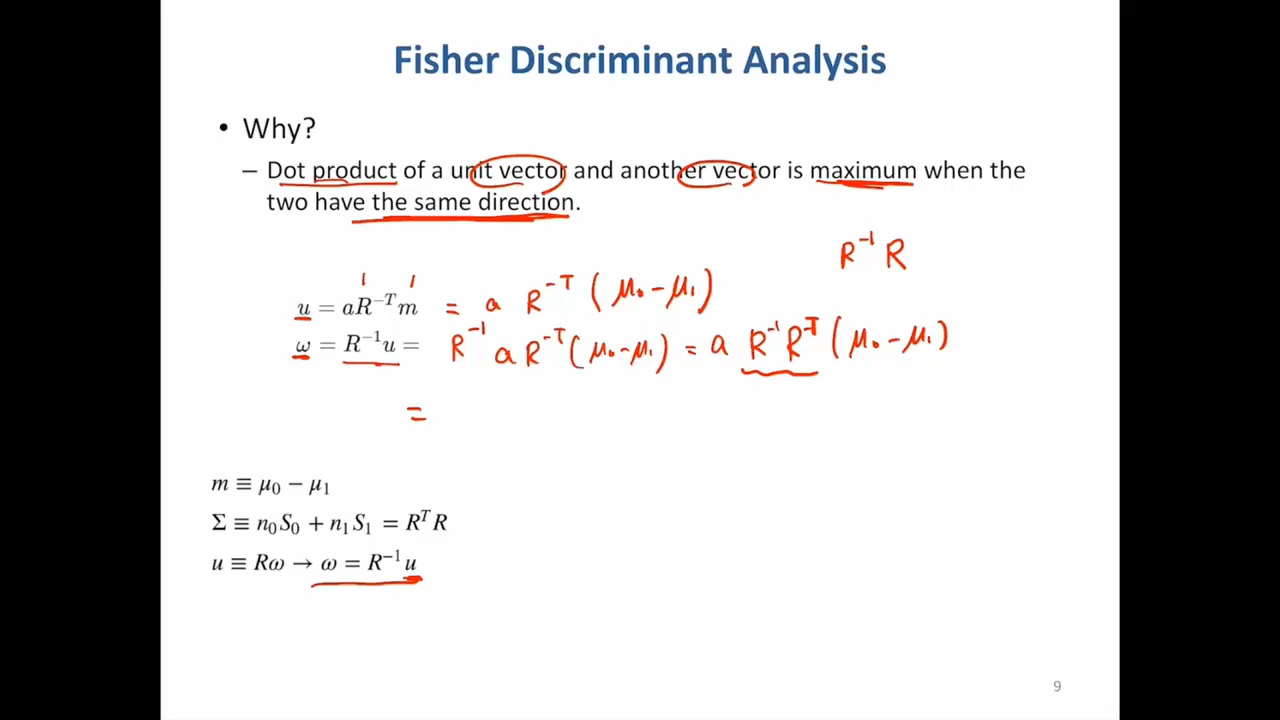 Fisher Discriminant Analysis
• Why?
– Dot product of a unit vector and another vector is maximum when the
two have the same direction.
R⁻¹ R
u = aR⁻ᵀm = a R⁻ᵀ (μ₀ − μ₁)
ω = R⁻¹u = R⁻¹ a R⁻ᵀ (μ₀ − μ₁) = a R⁻¹ R⁻ᵀ (μ₀ − μ₁)
=
m ≡ μ₀ − μ₁
Σ ≡ n₀S₀ + n₁S₁ = RᵀR
u ≡ Rω → ω = R⁻¹u
9